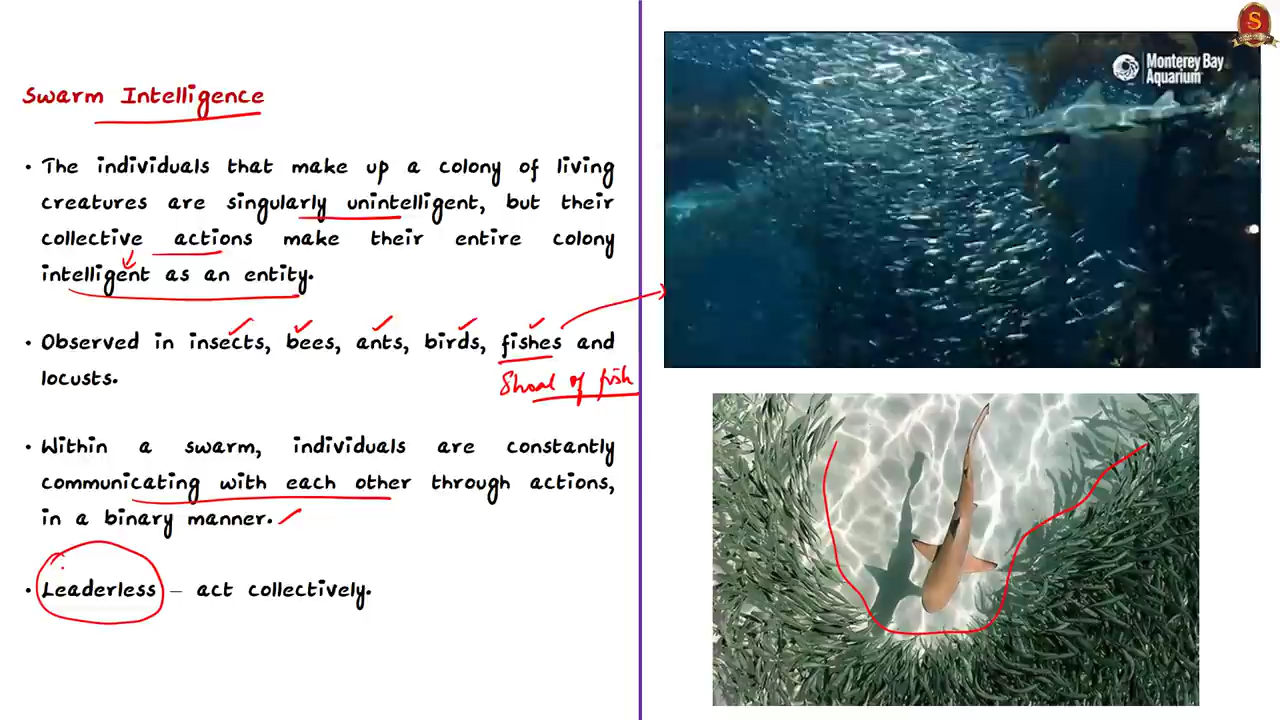 Swarm Intelligence
• The individuals that make up a colony of living
creatures are singularly unintelligent, but their
collective actions make their entire colony
intelligent as an entity.
• Observed in insects, bees, ants, birds, fishes and
locusts.
Shoal of fish
• Within a swarm, individuals are constantly
communicating with each other through actions,
in a binary manner.
• Leaderless – act collectively.
S
Monterey Bay
Aquarium